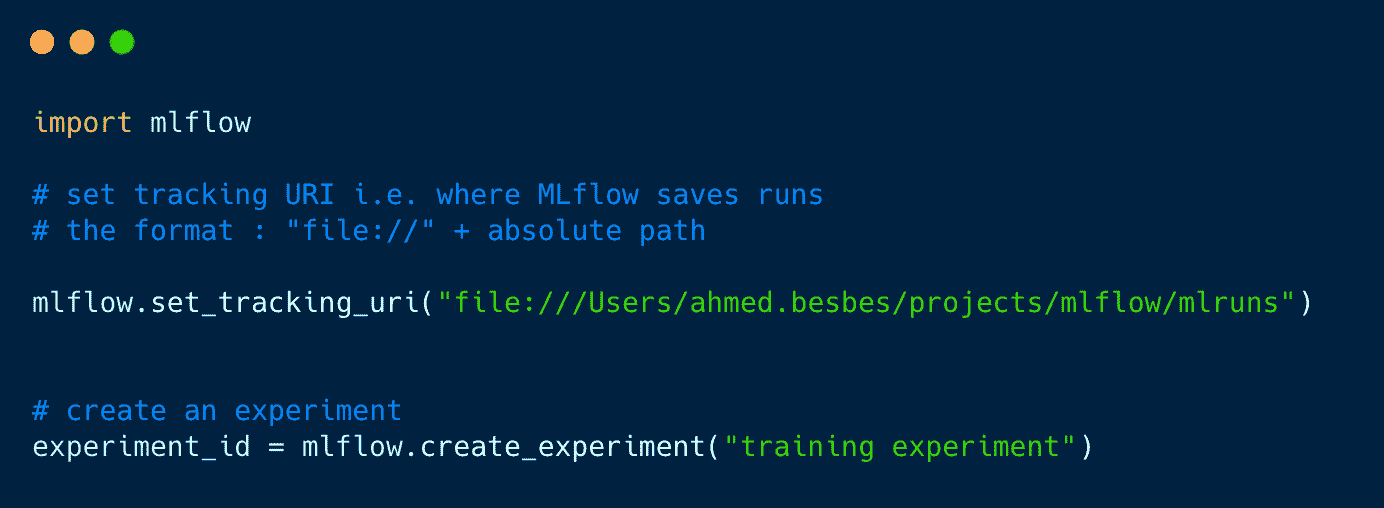 import mlflow
# set tracking URI i.e. where MLflow saves runs
# the format : "file://" + absolute path
mlflow.set_tracking_uri("file:///Users/ahmed.besbes/projects/mlflow/mlruns")
# create an experiment
experiment_id = mlflow.create_experiment("training experiment")